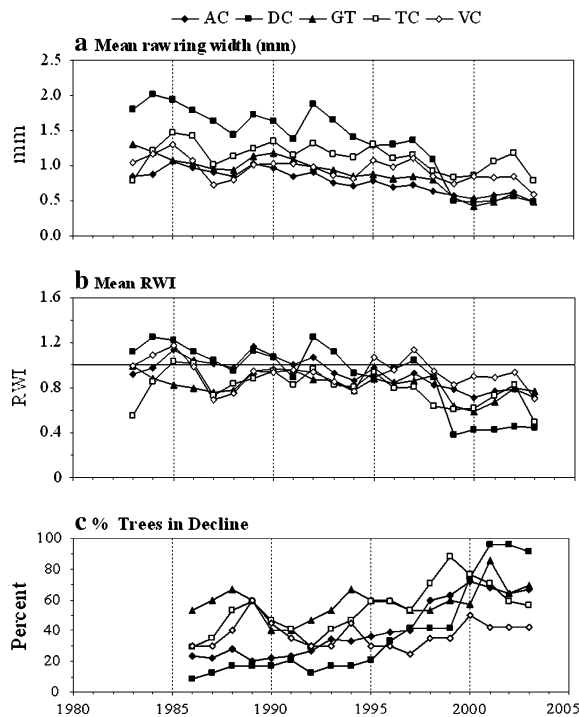 AC DC GT TC VC
a Mean raw ring width (mm)
2.5
2.0
1.5
1.0
0.5
0.0
mm
b Mean RWI
1.6
1.2
0.8
0.4
0
RWI
c % Trees in Decline
100
80
60
40
20
0
Percent
1980 1985 1990 1995 2000 2005